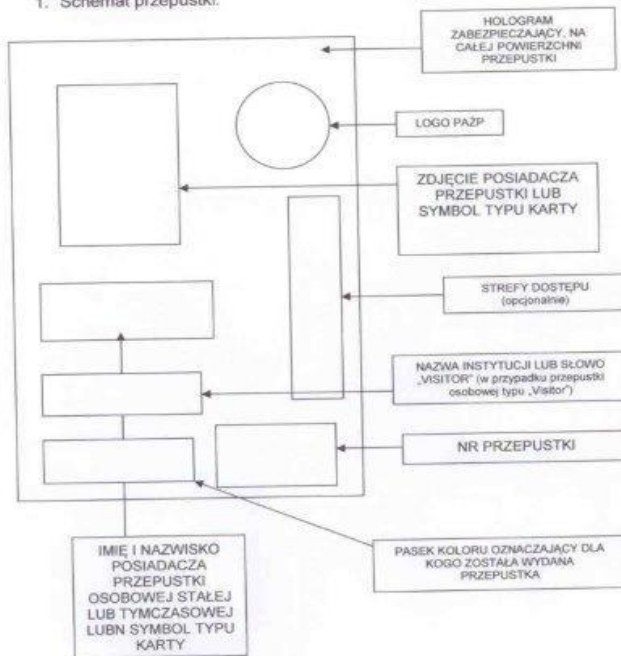 1. Schemat przepustki.
HOLOGRAM
ZABEZPIECZAJĄCY, NA
CAŁEJ POWIERZCHNI
PRZEPUSTKI
LOGO PAŻP
ZDJĘCIE POSIADACZA
PRZEPUSTKI LUB
SYMBOL TYPU KARTY
STREFY DOSTĘPU
(opcjonalnie)
NAZWA INSTYTUCJI LUB SŁOWO
„VISITOR" (w przypadku przepustki
osobowej typu „Visitor")
NR PRZEPUSTKI
PASEK KOLORU OZNACZAJĄCY DLA
KOGO ZOSTAŁA WYDANA
PRZEPUSTKA
IMIĘ I NAZWISKO
POSIADACZA
PRZEPUSTKI
OSOBOWEJ STAŁEJ
LUB TYMCZASOWEJ
LUBN SYMBOL TYPU
KARTY